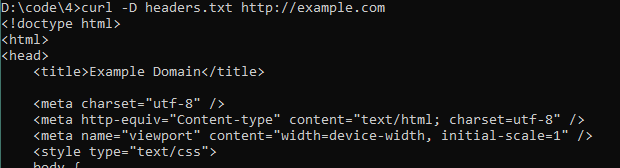 D:\code\4>curl -D headers.txt http://example.com
<!doctype html>
<html>
<head>
    <title>Example Domain</title>

    <meta charset="utf-8" />
    <meta http-equiv="Content-type" content="text/html; charset=utf-8" />
    <meta name="viewport" content="width=device-width, initial-scale=1" />
    <style type="text/css">
    body {